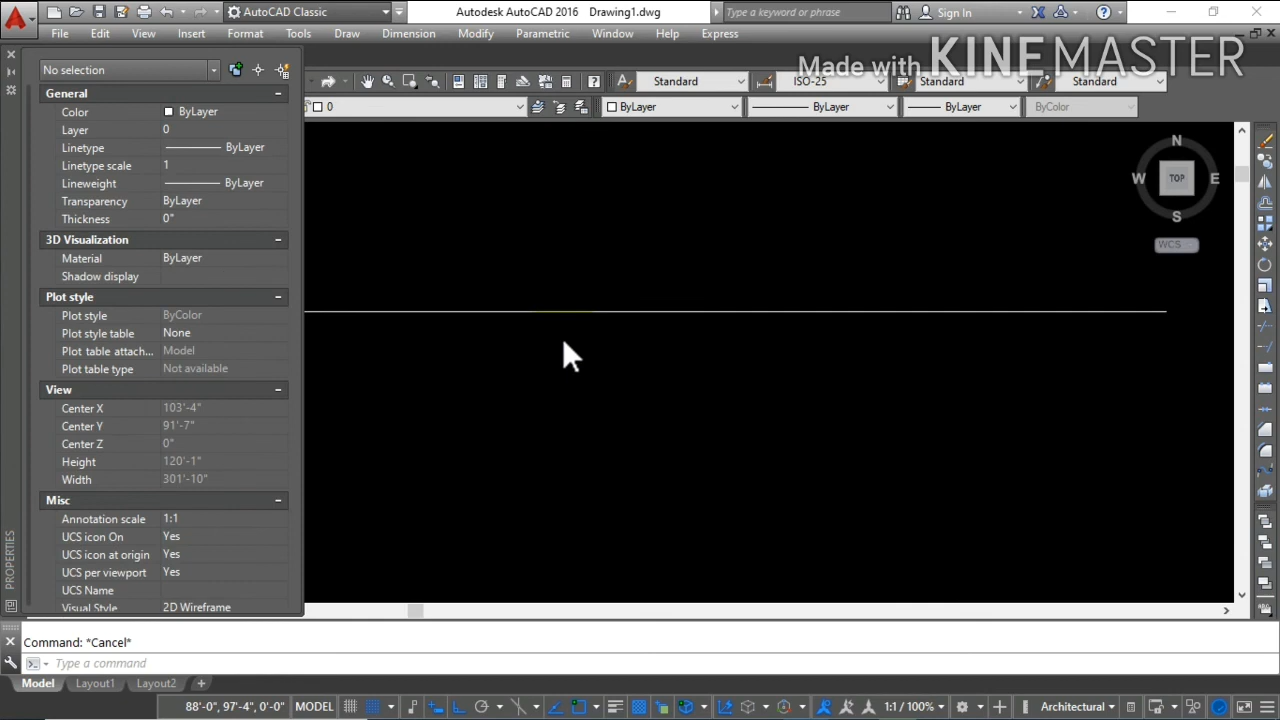 AutoCAD Classic
Autodesk AutoCAD 2016 Drawing1.dwg
Type a keyword or phrase
Sign In
File Edit View Insert Format Tools Draw Dimension Modify Parametric Window Help Express
Made with KINEMASTER
No selection
Standard
ISO-25
Standard
Standard
0
ByLayer
ByLayer
ByLayer
ByColor
General
Color ByLayer
Layer 0
Linetype ByLayer
Linetype scale 1
Lineweight ByLayer
Transparency ByLayer
Thickness 0"
3D Visualization
Material ByLayer
Shadow display
Plot style
Plot style ByColor
Plot style table None
Plot table attach... Model
Plot table type Not available
View
Center X 103'-4"
Center Y 91'-7"
Center Z 0"
Height 120'-1"
Width 301'-10"
Misc
Annotation scale 1:1
UCS icon On Yes
UCS icon at origin Yes
UCS per viewport Yes
UCS Name
Visual Style 2D Wireframe
PROPERTIES
N
W TOP E
S
WCS
Command: *Cancel*
Type a command
Model Layout1 Layout2 +
88'-0", 97'-4", 0'-0" MODEL
1:1 / 100%
Architectural